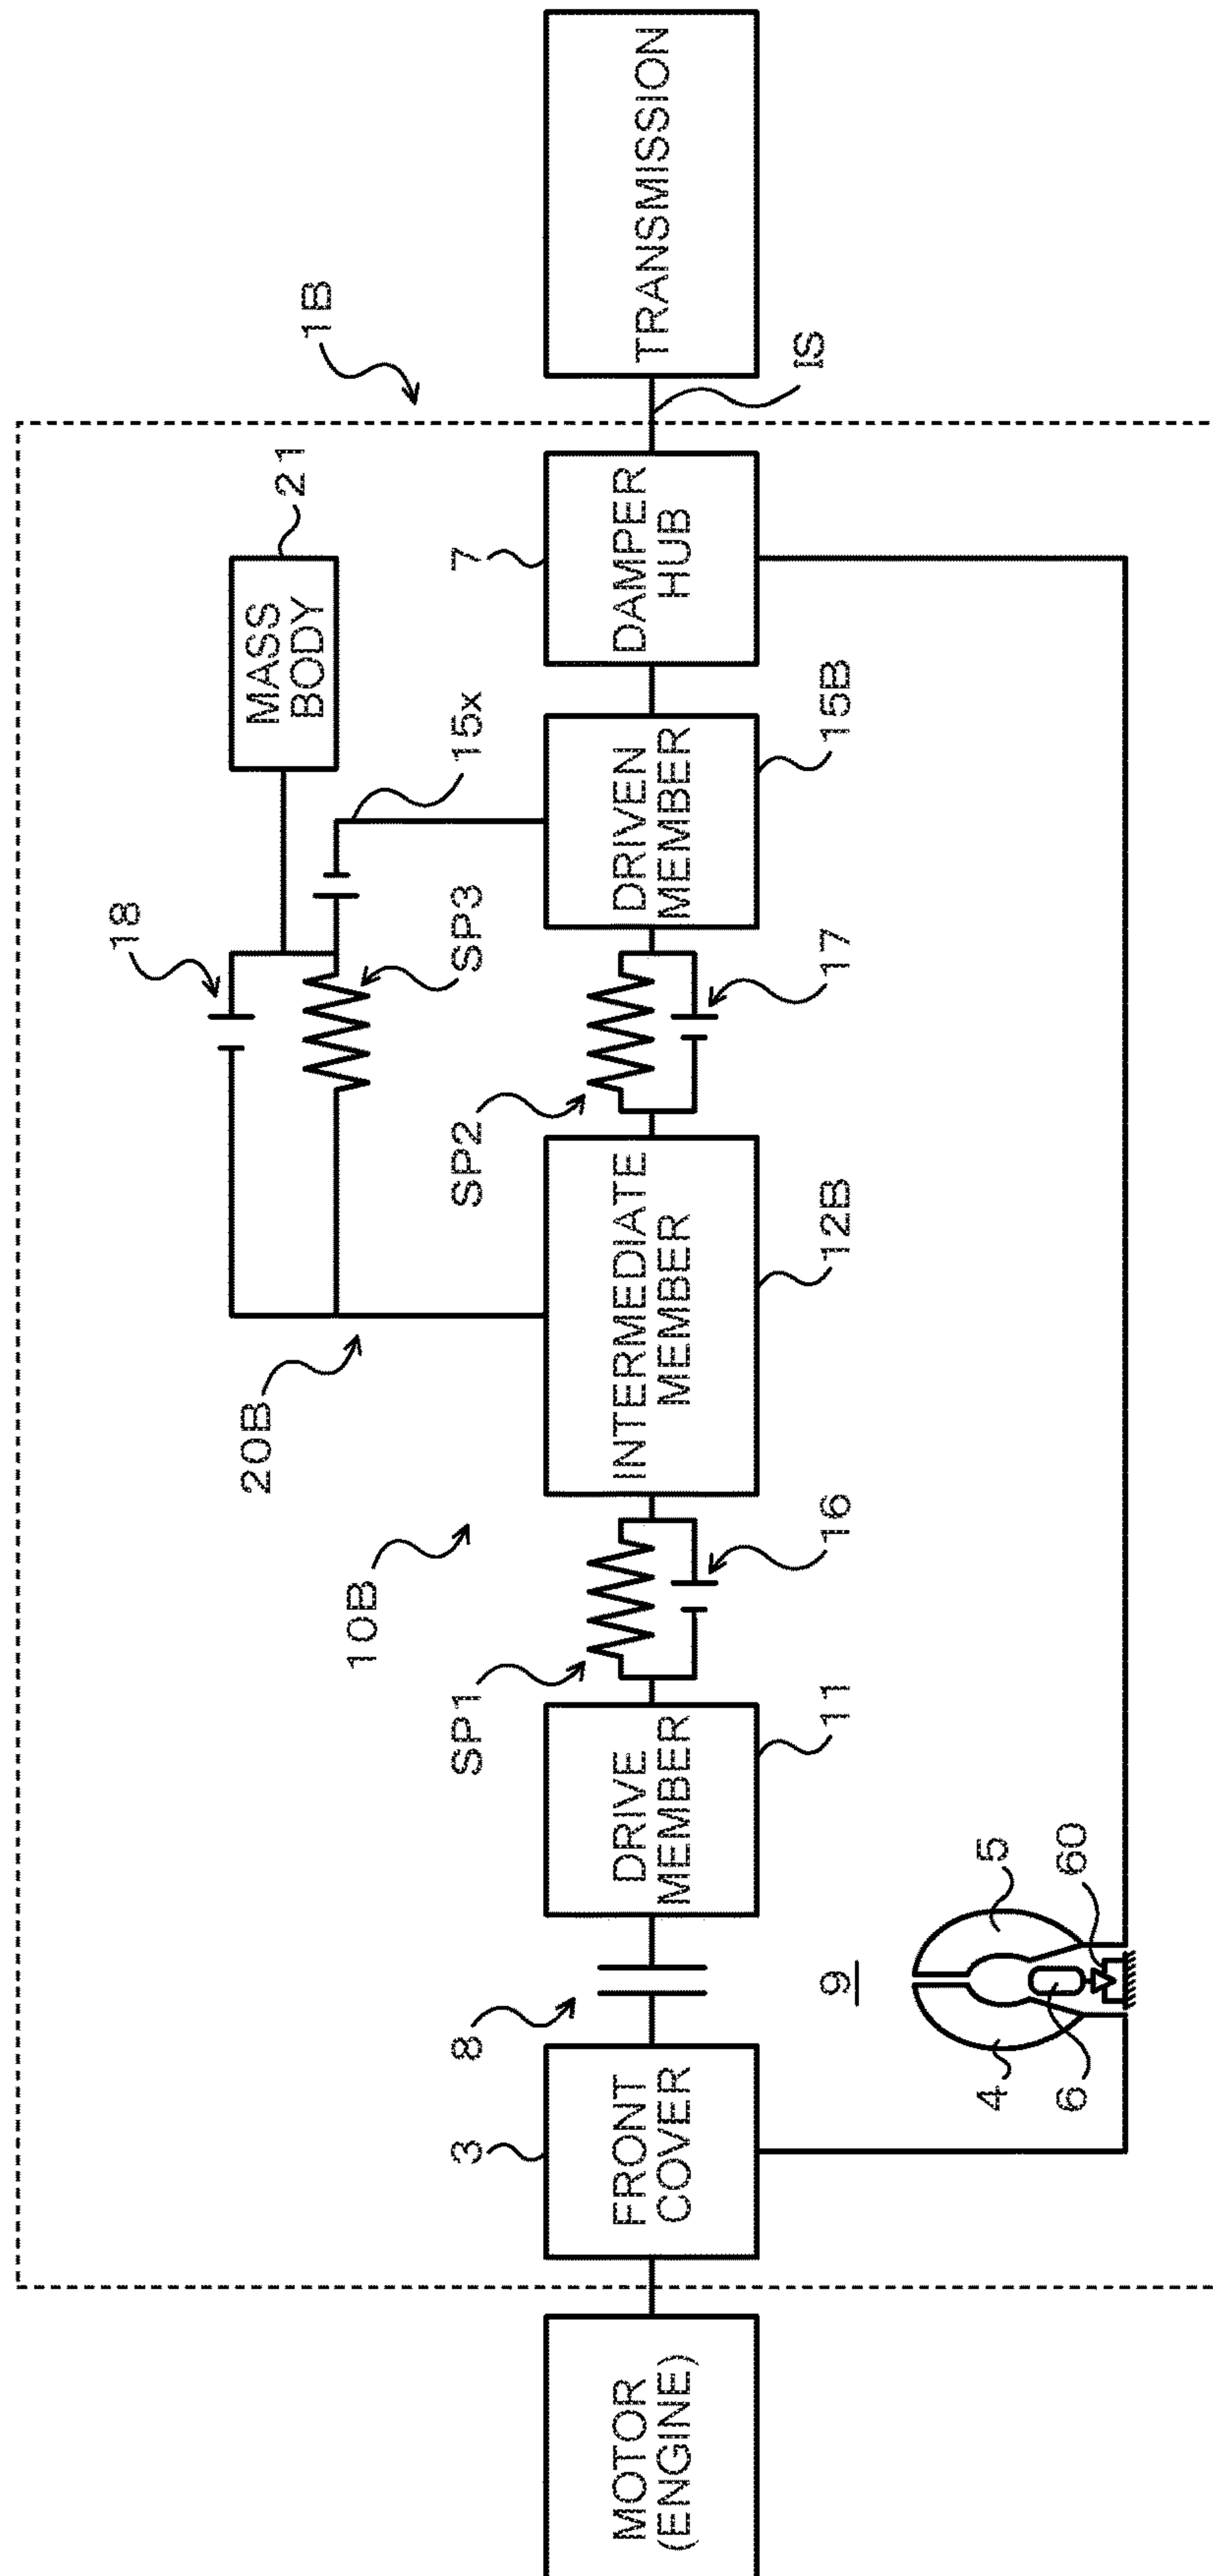 1B
18
MASS
BODY
21
20B
SP3
15x
10B
SP1
SP2
3
8
7
MOTOR
(ENGINE)
FRONT
COVER
DRIVE
MEMBER
INTERMEDIATE
MEMBER
DRIVEN
MEMBER
DAMPER
HUB
TRANSMISSION
11
16
12B
17
15B
IS
9
4
5
6
60